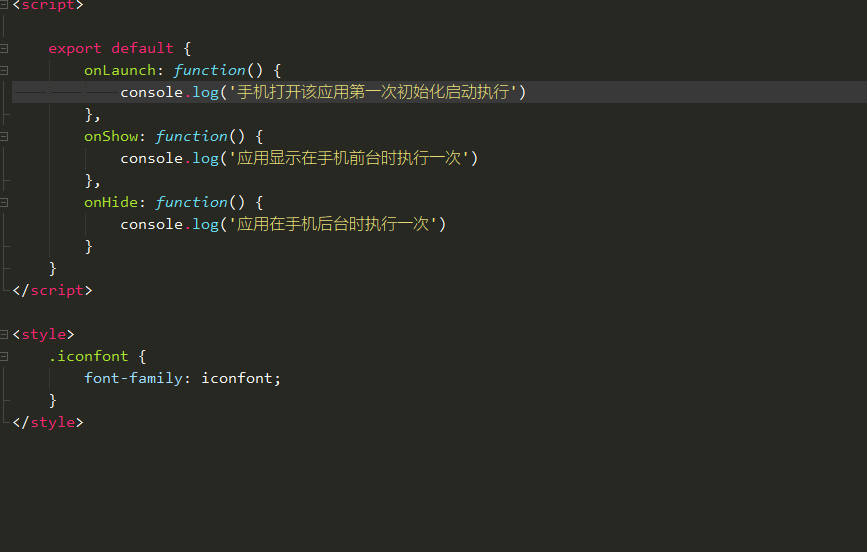 <script>
export default {
onLaunch: function() {
console.log('手机打开该应用第一次初始化启动执行')
},
onShow: function() {
console.log('应用显示在手机前台时执行一次')
},
onHide: function() {
console.log('应用在手机后台时执行一次')
}
}
</script>
<style>
.iconfont {
font-family: iconfont;
}
</style>